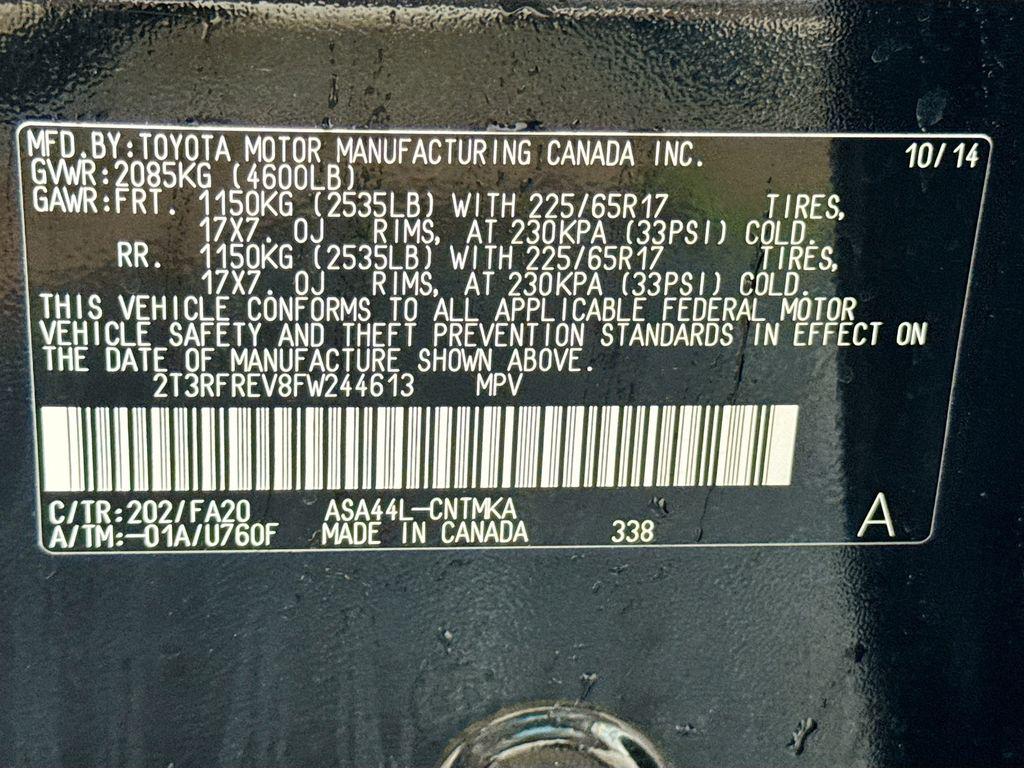 MFD.BY:TOYOTA MOTOR MANUFACTURING CANADA INC. 10/14
GVWR:2085KG (4600LB)
GAWR:FRT. 1150KG (2535LB) WITH 225/65R17 TIRES,
17X7. OJ RIMS, AT 230KPA (33PSI) COLD.
RR. 1150KG (2535LB) WITH 225/65R17 TIRES,
17X7. OJ RIMS, AT 230KPA (33PSI) COLD.
THIS VEHICLE CONFORMS TO ALL APPLICABLE FEDERAL MOTOR
VEHICLE SAFETY AND THEFT PREVENTION STANDARDS IN EFFECT ON
THE DATE OF MANUFACTURE SHOWN ABOVE.
2T3RFREV8FW244613 MPV
C/TR:202/FA20 ASA44L-CNTMKA
A/TM:-01A/U760F MADE IN CANADA 338 A